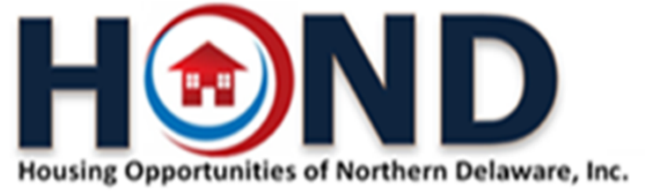 HOND
Housing Opportunities of Northern Delaware, Inc.